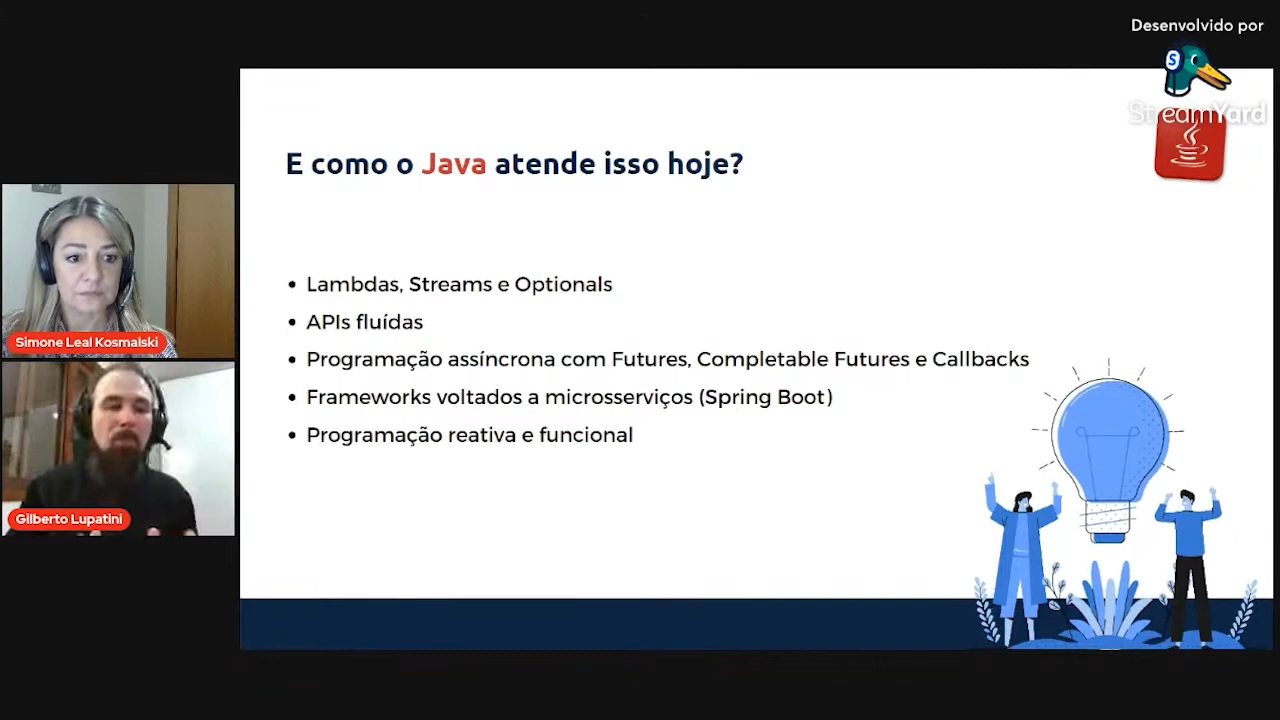 Desenvolvido por
S
StreamYard
E como o Java atende isso hoje?
• Lambdas, Streams e Optionals
• APIs fluídas
• Programação assíncrona com Futures, Completable Futures e Callbacks
• Frameworks voltados a microsserviços (Spring Boot)
• Programação reativa e funcional
Simone Leal Kosmalski
Gilberto Lupatini